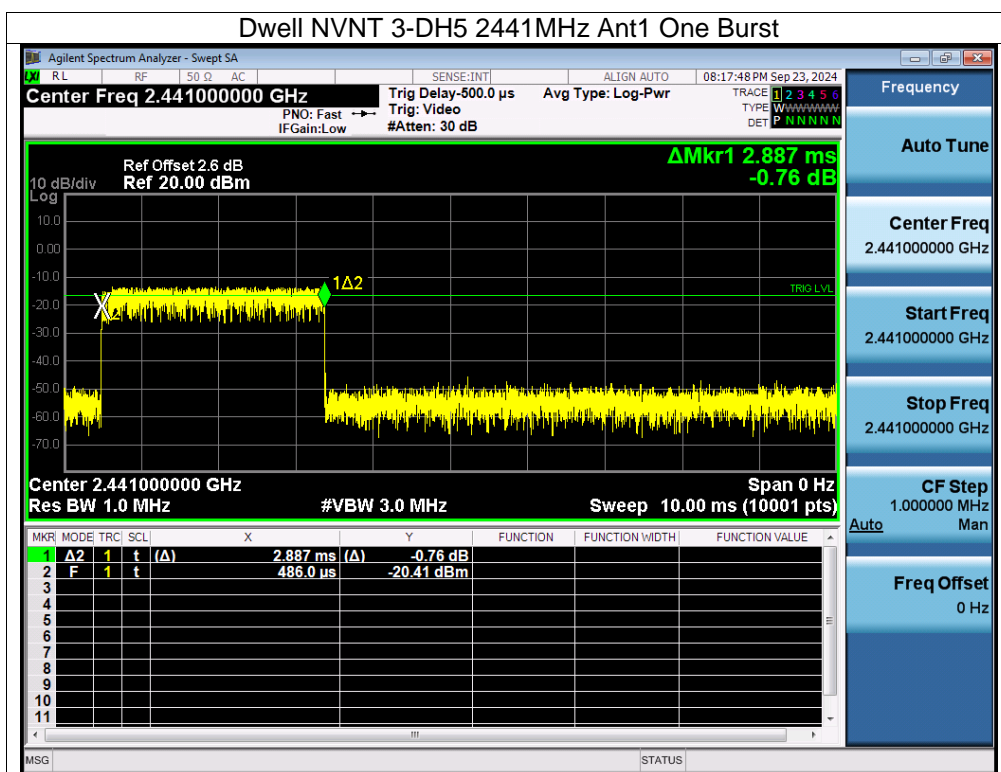 Dwell NVNT 3-DH5 2441MHz Ant1 One Burst
Agilent Spectrum Analyzer - Swept SA
LXI RL RF 50 Ω AC SENSE:INT ALIGN AUTO 08:17:48 PM Sep 23, 2024
Center Freq 2.441000000 GHz Trig Delay-500.0 µs Avg Type: Log-Pwr TRACE 1 2 3 4 5 6
PNO: Fast Trig: Video TYPE WWWWWWW
IFGain:Low #Atten: 30 dB DET P N N N N N
Frequency
Auto Tune
Center Freq
2.441000000 GHz
Start Freq
2.441000000 GHz
Stop Freq
2.441000000 GHz
CF Step
1.000000 MHz
Auto Man
Freq Offset
0 Hz
ΔMkr1 2.887 ms
-0.76 dB
Ref Offset 2.6 dB
10 dB/div Ref 20.00 dBm
Log
10.0
0.00
-10.0
-20.0
-30.0
-40.0
-50.0
-60.0
-70.0
1Δ2
TRIG LVL
2
Center 2.441000000 GHz Span 0 Hz
Res BW 1.0 MHz #VBW 3.0 MHz Sweep 10.00 ms (10001 pts)
MKR MODE TRC SCL X Y FUNCTION FUNCTION WIDTH FUNCTION VALUE
1 Δ2 1 t (Δ) 2.887 ms (Δ) -0.76 dB
2 F 1 t 486.0 µs -20.41 dBm
3
4
5
6
7
8
9
10
11
MSG STATUS